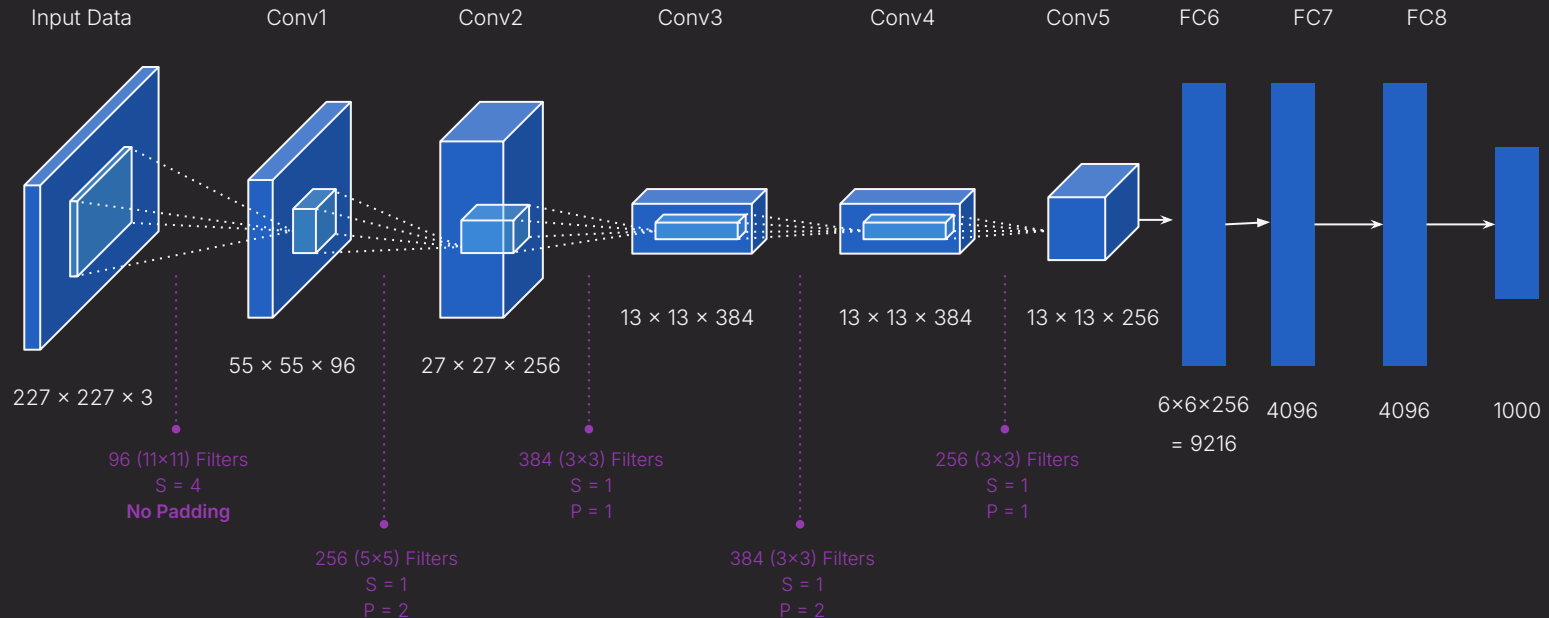 Input Data
Conv1
Conv2
Conv3
Conv4
Conv5
FC6
FC7
FC8
227 × 227 × 3
55 × 55 × 96
27 × 27 × 256
13 × 13 × 384
13 × 13 × 384
13 × 13 × 256
6×6×256
= 9216
4096
4096
1000
96 (11×11) Filters
S = 4
No Padding
256 (5×5) Filters
S = 1
P = 2
384 (3×3) Filters
S = 1
P = 1
384 (3×3) Filters
S = 1
P = 2
256 (3×3) Filters
S = 1
P = 1